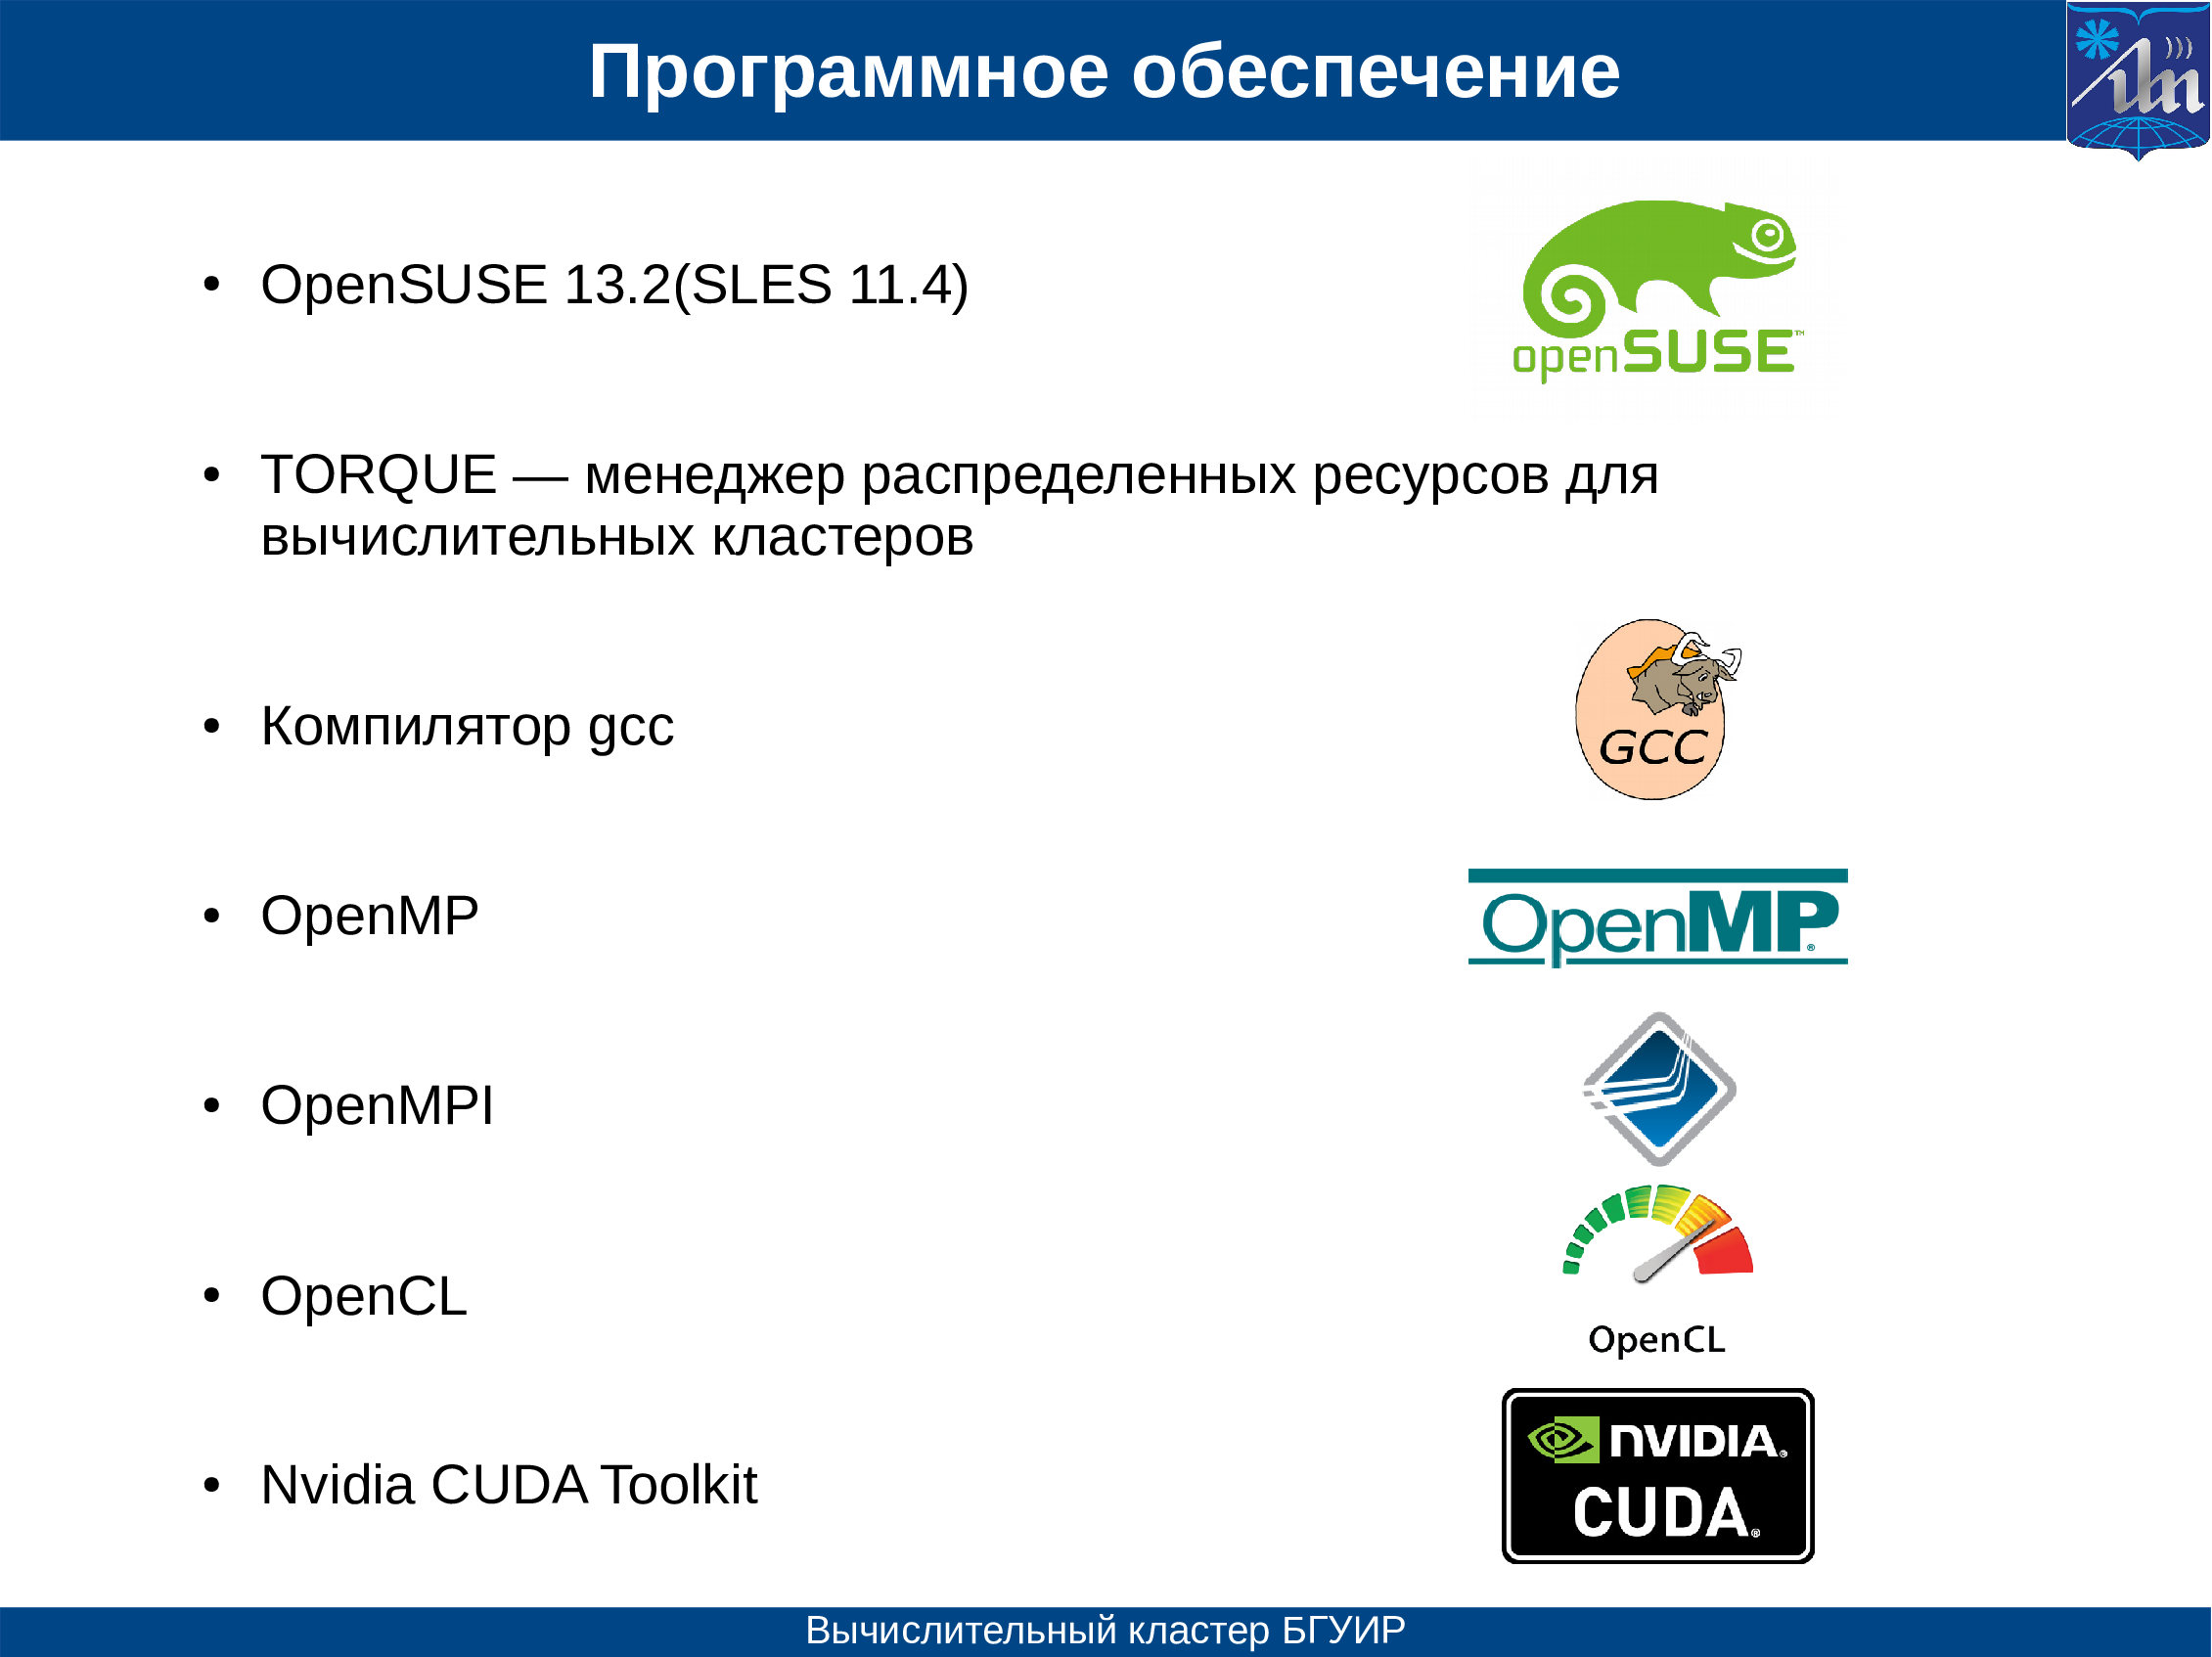 Программное обеспечение
• OpenSUSE 13.2(SLES 11.4)
openSUSE™
• TORQUE — менеджер распределенных ресурсов для
вычислительных кластеров
• Компилятор gcc
GCC
• OpenMP
OpenMP®
• OpenMPI
• OpenCL
OpenCL
• Nvidia CUDA Toolkit
NVIDIA®
CUDA®
Вычислительный кластер БГУИР